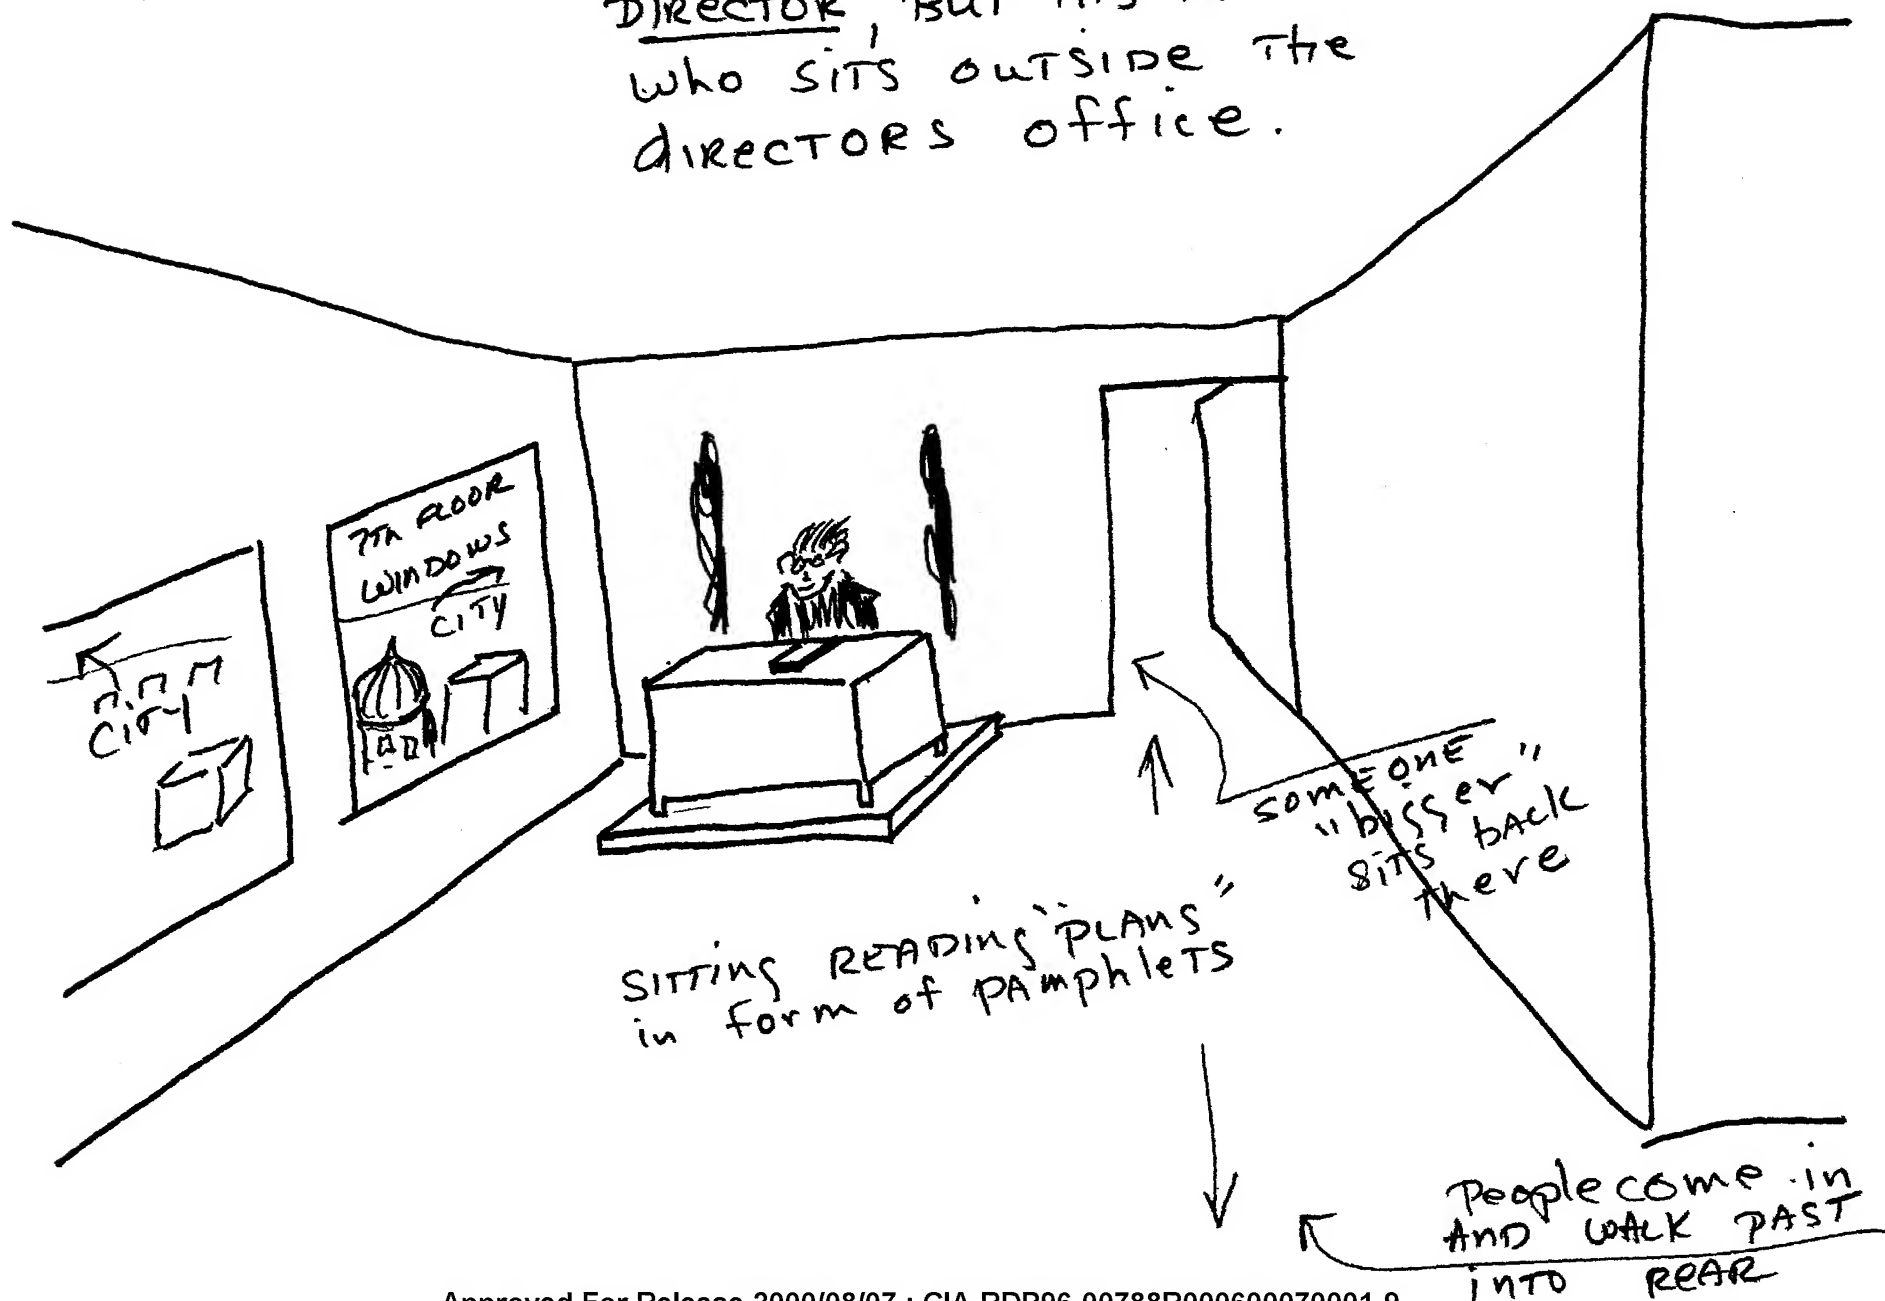 DIRECTOR, BUT HIS
who SITS OUTSIDE The
dIRecTORS office.
7Th FLOOR
WINDOWS
CITY
CITY
someone
"bigger"
SITS back
there
SITTING READING "PLANS"
in form of PAmphleTS
People come in
AND WALK PAST
INTO REAR
Approved For Release 2000/08/07 : CIA-RDP96-00788R000600070001-9